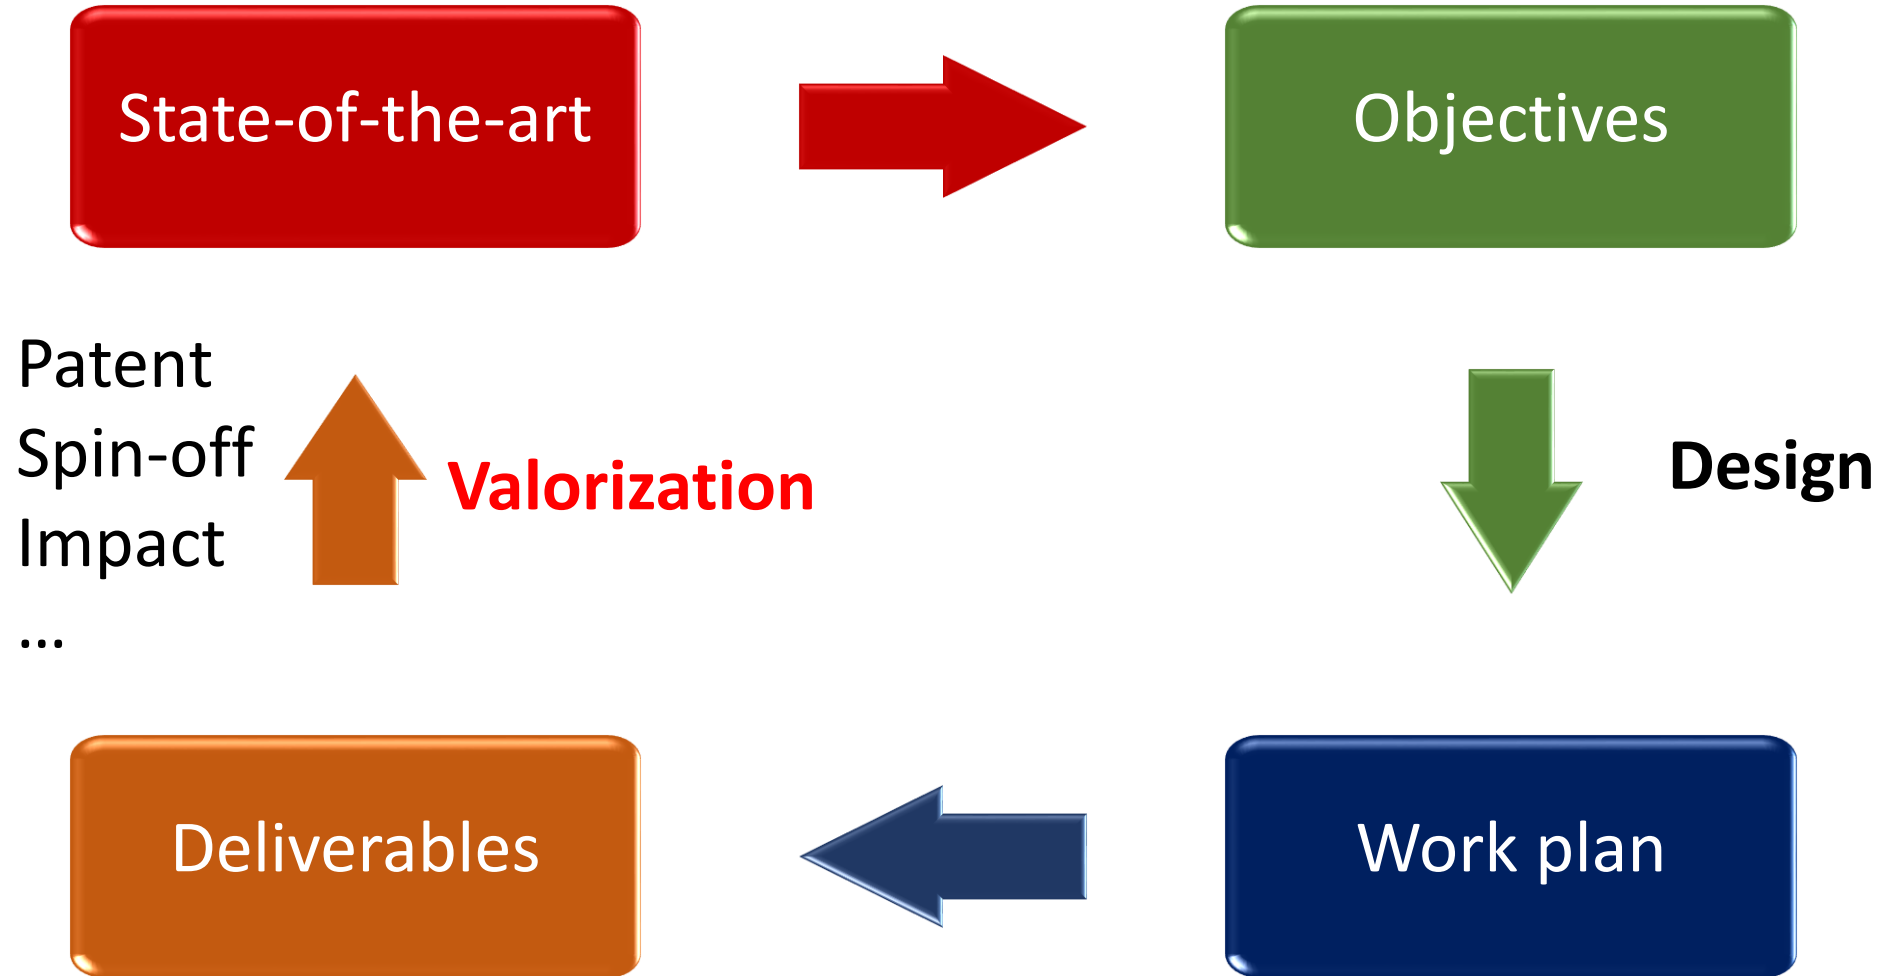 State-of-the-art
Objectives
Patent
Spin-off
Impact
...
Valorization
Design
Deliverables
Work plan